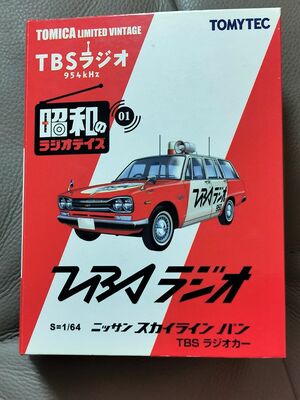 TOMICA LIMITED VINTAGE
TOMYTEC
TBSラジオ
954kHz
昭和の
ラジオデイズ
01
TBSラジオ
S=1/64 ニッサン スカイライン バン
TBS ラジオカー